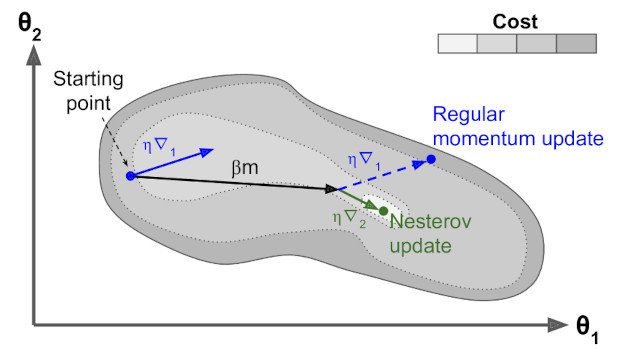 θ₂
Cost
Starting
point
η∇₁
βm
η∇₁
Regular
momentum update
η∇₂
Nesterov
update
θ₁